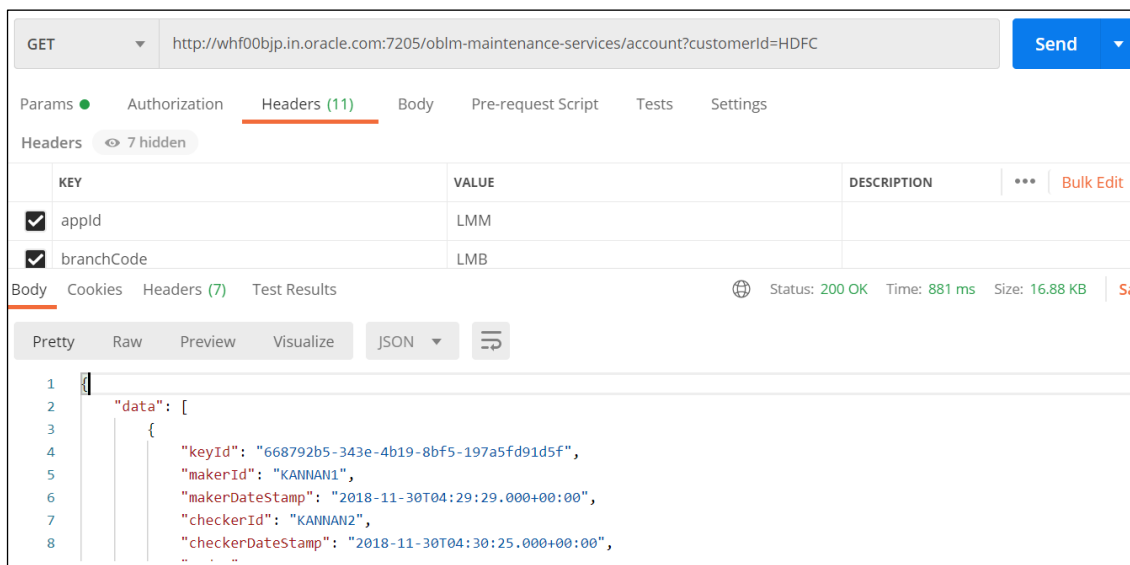 GET http://whf00bjp.in.oracle.com:7205/oblm-maintenance-services/account?customerId=HDFC Send
Params Authorization Headers (11) Body Pre-request Script Tests Settings
Headers 7 hidden
KEY VALUE DESCRIPTION ••• Bulk Edit
appId LMM
branchCode LMB
Body Cookies Headers (7) Test Results Status: 200 OK Time: 881 ms Size: 16.88 KB
Pretty Raw Preview Visualize JSON
1 {
2 "data": [
3 {
4 "keyId": "668792b5-343e-4b19-8bf5-197a5fd91d5f",
5 "makerId": "KANNAN1",
6 "makerDateStamp": "2018-11-30T04:29:29.000+00:00",
7 "checkerId": "KANNAN2",
8 "checkerDateStamp": "2018-11-30T04:30:25.000+00:00",